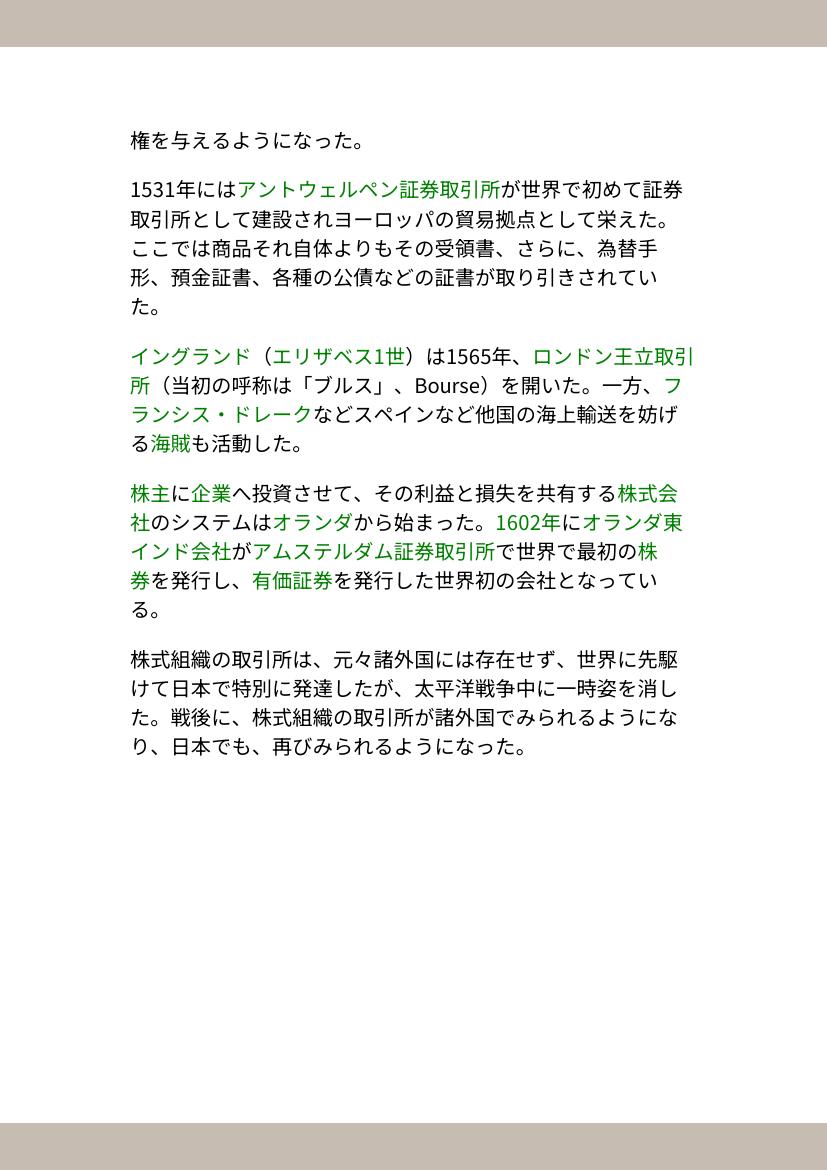 権を与えるようになった。
1531年にはアントウェルペン証券取引所が世界で初めて証券
取引所として建設されヨーロッパの貿易拠点として栄えた。
ここでは商品それ自体よりもその受領書、さらに、為替手
形、預金証書、各種の公債などの証書が取り引きされてい
た。
イングランド（エリザベス1世）は1565年、ロンドン王立取引
所（当初の呼称は「ブルス」、Bourse）を開いた。一方、フ
ランシス・ドレークなどスペインなど他国の海上輸送を妨げ
る海賊も活動した。
株主に企業へ投資させて、その利益と損失を共有する株式会
社のシステムはオランダから始まった。1602年にオランダ東
インド会社がアムステルダム証券取引所で世界で最初の株
券を発行し、有価証券を発行した世界初の会社となってい
る。
株式組織の取引所は、元々諸外国には存在せず、世界に先駆
けて日本で特別に発達したが、太平洋戦争中に一時姿を消し
た。戦後に、株式組織の取引所が諸外国でみられるようにな
り、日本でも、再びみられるようになった。